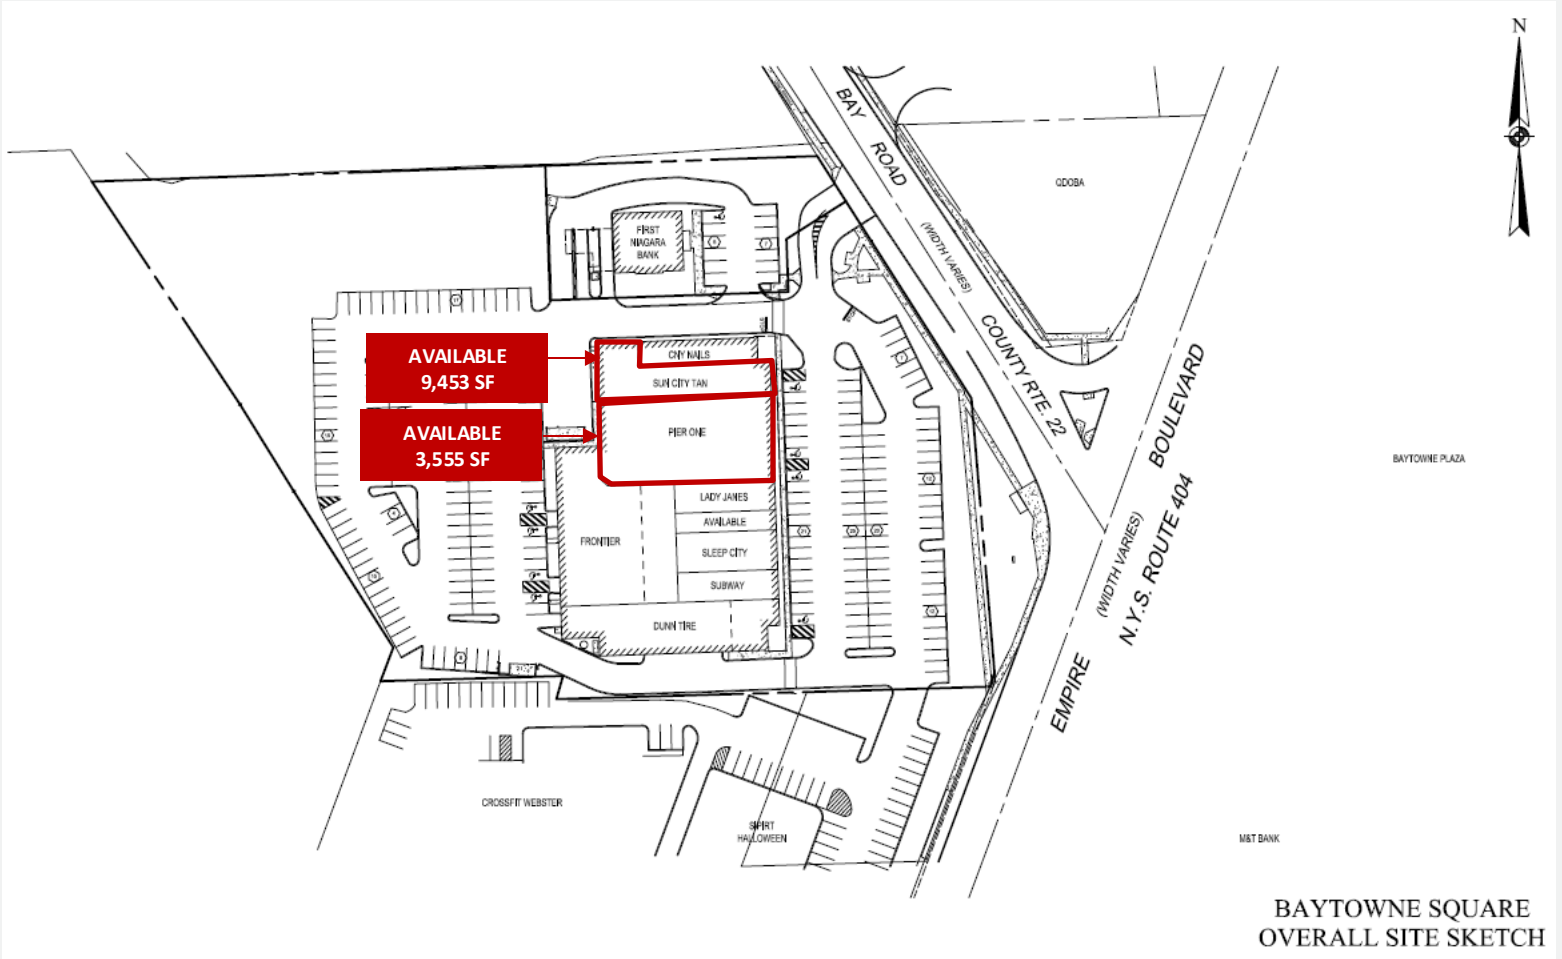 N
BAY
ROAD
QDOBA
FIRST
NIAGARA
BANK
(WIDTH VARIES)
COUNTY RTE. 22
AVAILABLE
9,453 SF
CNY NAILS
SUN CITY TAN
AVAILABLE
3,555 SF
PIER ONE
BOULEVARD
BAYTOWNE PLAZA
LADY JANES
AVAILABLE
FRONTIER
SLEEP CITY
SUBWAY
DUNN TIRE
(WIDTH VARIES)
N.Y.S. ROUTE 404
EMPIRE
CROSSFIT WEBSTER
SIPIRT
HALLOWEEN
M&T BANK
BAYTOWNE SQUARE
OVERALL SITE SKETCH